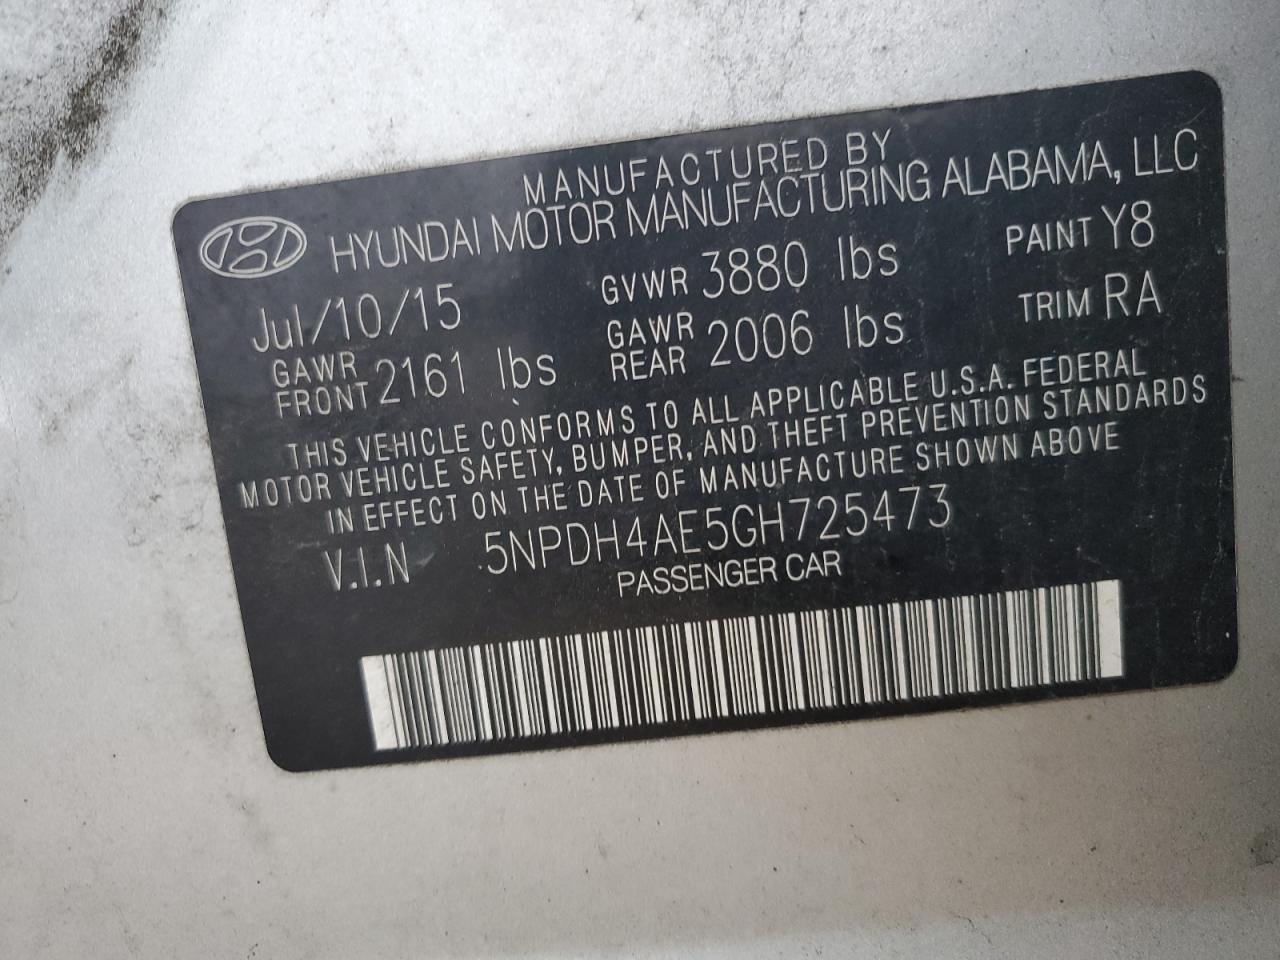 MANUFACTURED BY
HYUNDAI MOTOR MANUFACTURING ALABAMA, LLC
Jul/10/15 GVWR 3880 lbs PAINT Y8
GAWR FRONT 2161 lbs GAWR REAR 2006 lbs TRIM RA
THIS VEHICLE CONFORMS TO ALL APPLICABLE U.S.A. FEDERAL
MOTOR VEHICLE SAFETY, BUMPER, AND THEFT PREVENTION STANDARDS
IN EFFECT ON THE DATE OF MANUFACTURE SHOWN ABOVE
V.I.N 5NPDH4AE5GH725473
PASSENGER CAR